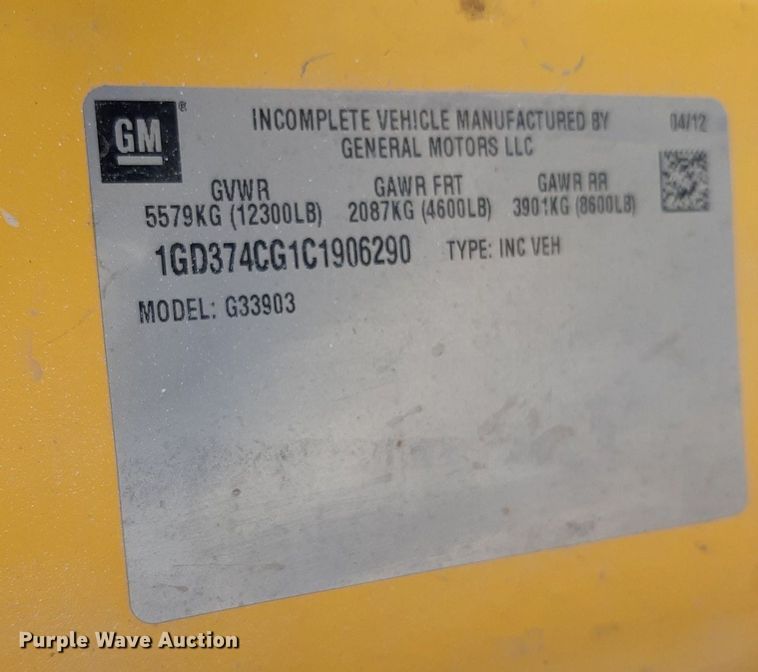 GM®
INCOMPLETE VEHICLE MANUFACTURED BY 04/12
GENERAL MOTORS LLC
GVWR GAWR FRT GAWR RR
5579KG (12300LB) 2087KG (4600LB) 3901KG (8600LB)
1GD374CG1C1906290 TYPE: INC VEH
MODEL: G33903
Purple Wave Auction